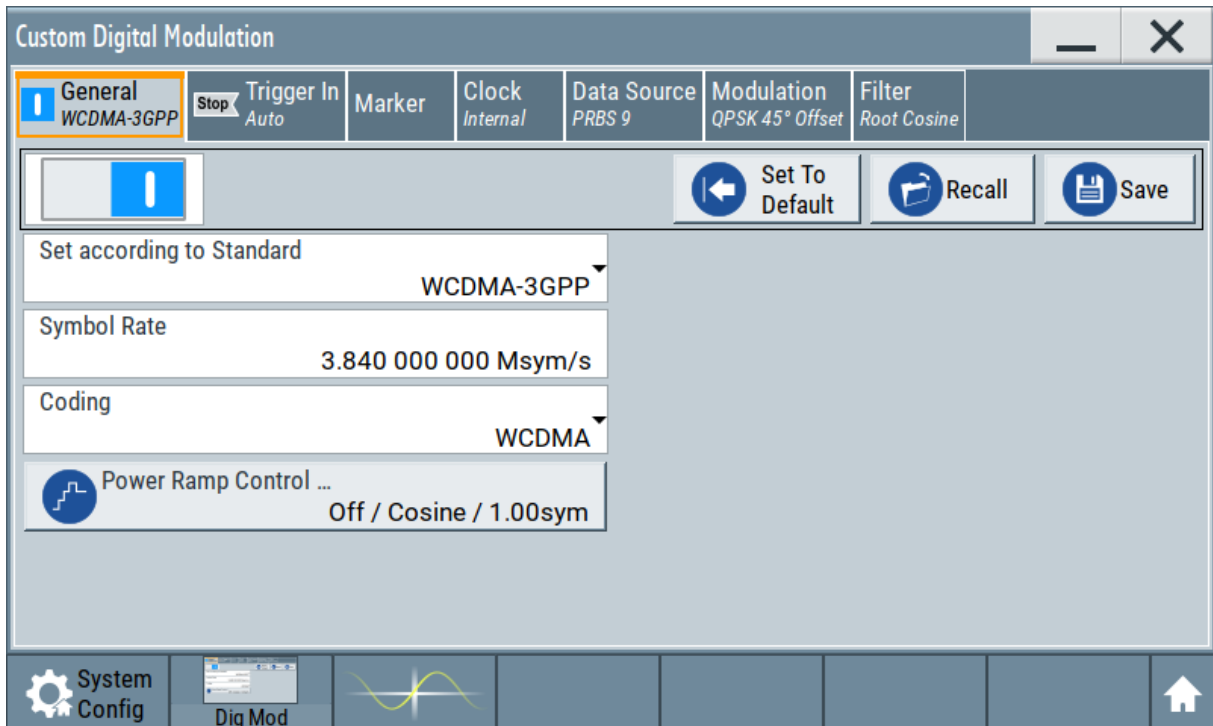 Custom Digital Modulation
General
WCDMA-3GPP
Stop
Trigger In
Auto
Marker
Clock
Internal
Data Source
PRBS 9
Modulation
QPSK 45° Offset
Filter
Root Cosine
Set To
Default
Recall
Save
Set according to Standard
WCDMA-3GPP
Symbol Rate
3.840 000 000 Msym/s
Coding
WCDMA
Power Ramp Control ...
Off / Cosine / 1.00sym
System
Config
Dig Mod